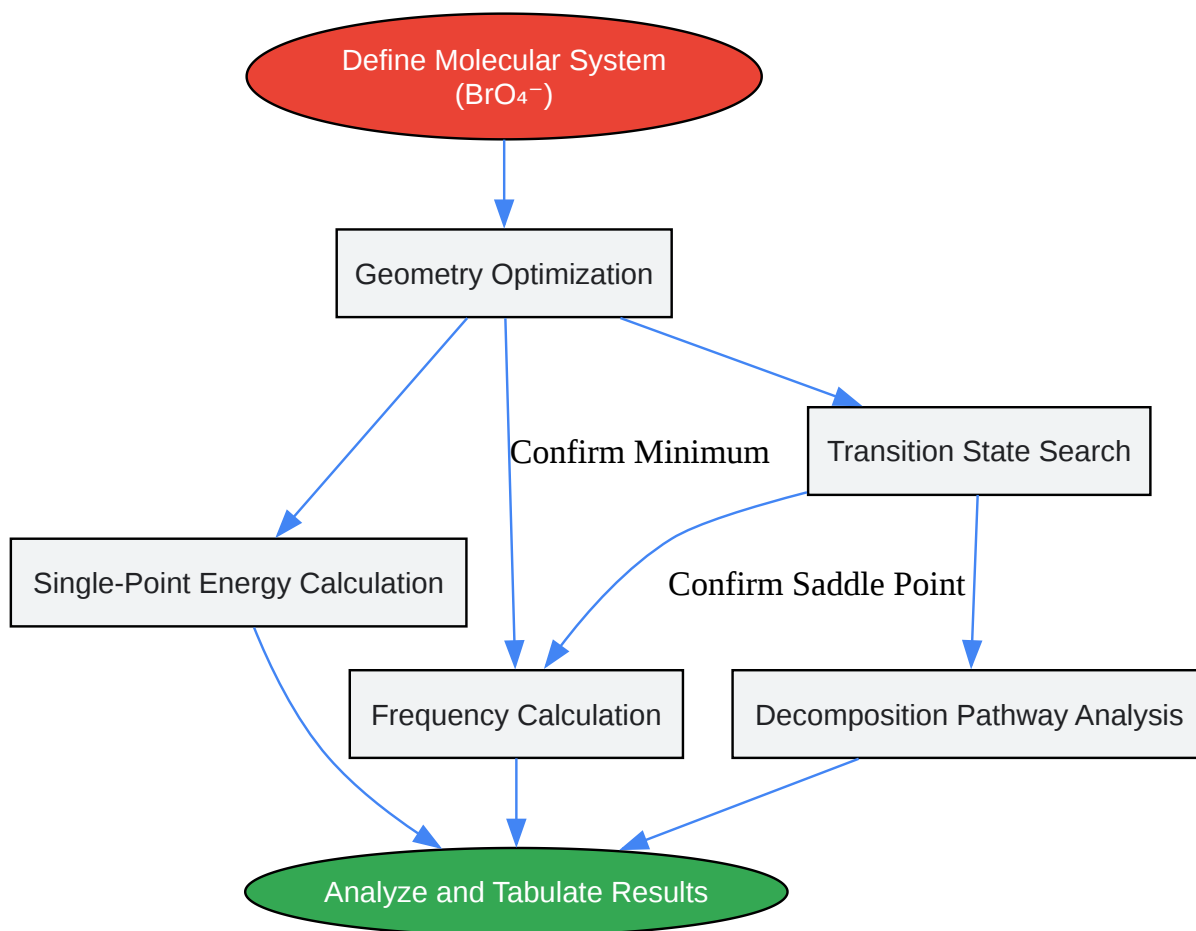 Define Molecular System
(BrO₄⁻)
Geometry Optimization
Confirm Minimum
Transition State Search
Single-Point Energy Calculation
Confirm Saddle Point
Frequency Calculation
Decomposition Pathway Analysis
Analyze and Tabulate Results